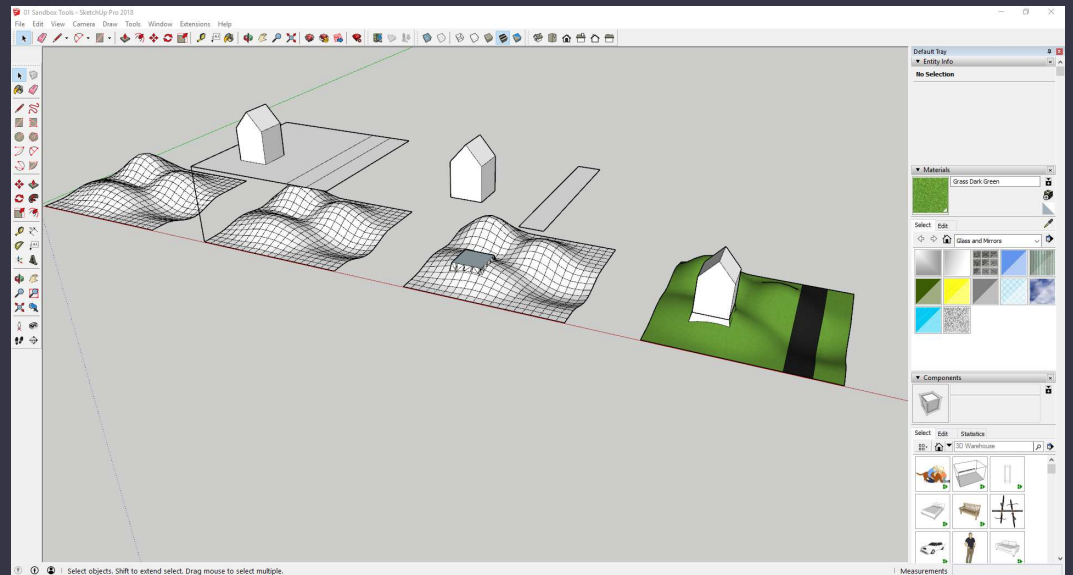 01 Sandbox Tools - SketchUp Pro 2018
File Edit View Camera Draw Tools Window Extensions Help
Default Tray
Entity Info
No Selection
Materials
Grass Dark Green
Select Edit
Glass and Mirrors
Components
Select Edit Statistics
3D Warehouse
Select objects. Shift to extend select. Drag mouse to select multiple.
Measurements